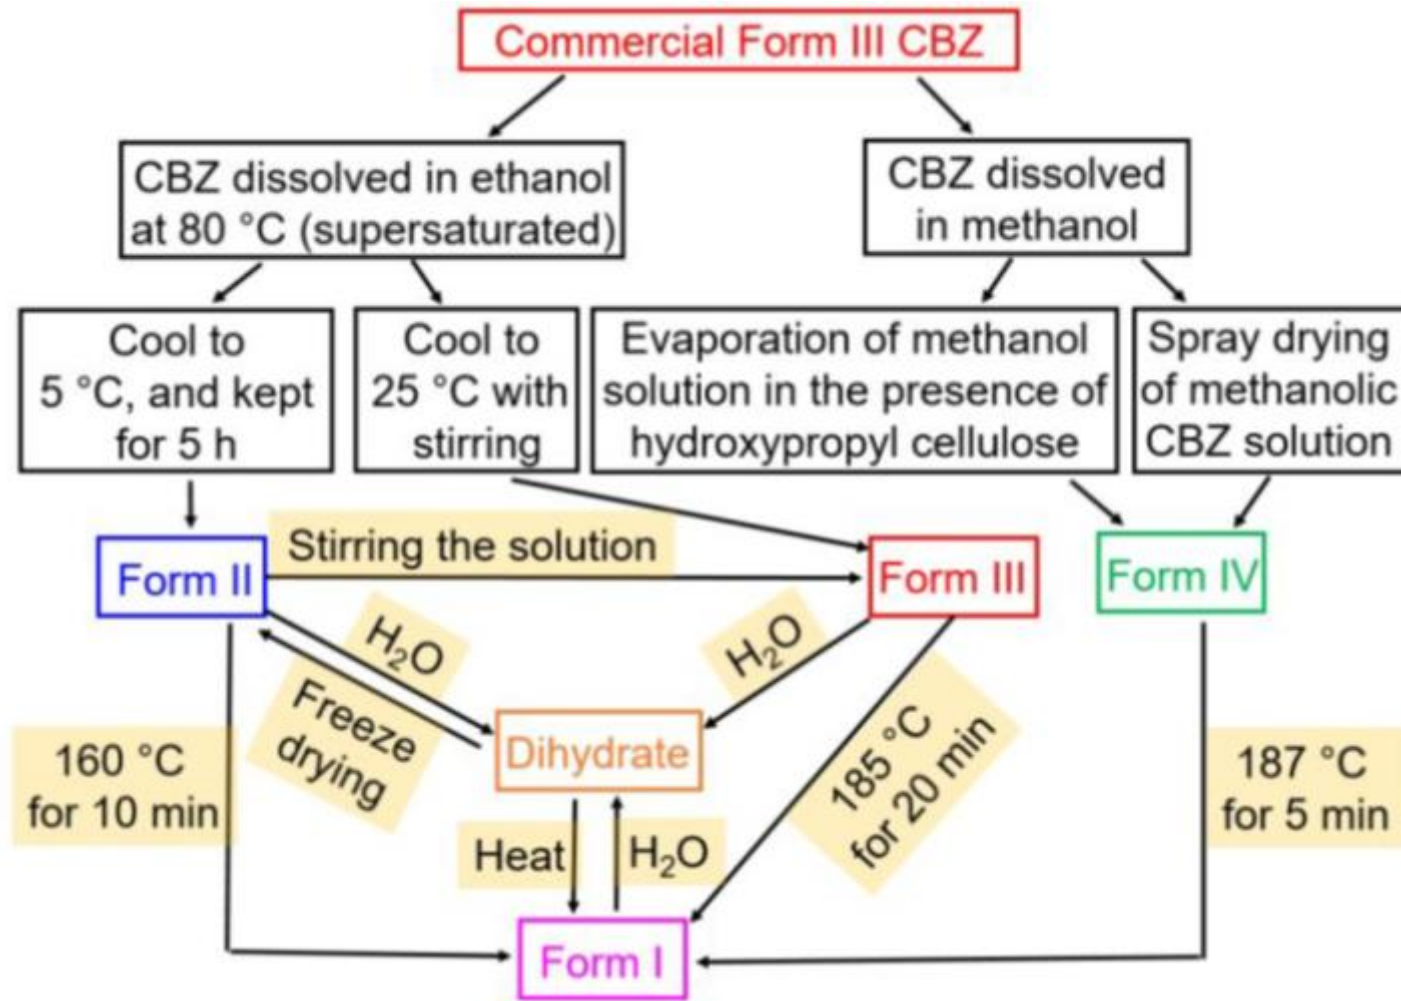 Commercial Form III CBZ
CBZ dissolved in ethanol
at 80 °C (supersaturated)
CBZ dissolved
in methanol
Cool to
5 °C, and kept
for 5 h
Cool to
25 °C with
stirring
Evaporation of methanol
solution in the presence of
hydroxypropyl cellulose
Spray drying
of methanolic
CBZ solution
Form II
Stirring the solution
Form III
Form IV
H₂O
Freeze
drying
H₂O
Dihydrate
160 °C
for 10 min
185 °C
for 20 min
187 °C
for 5 min
Heat
H₂O
Form I